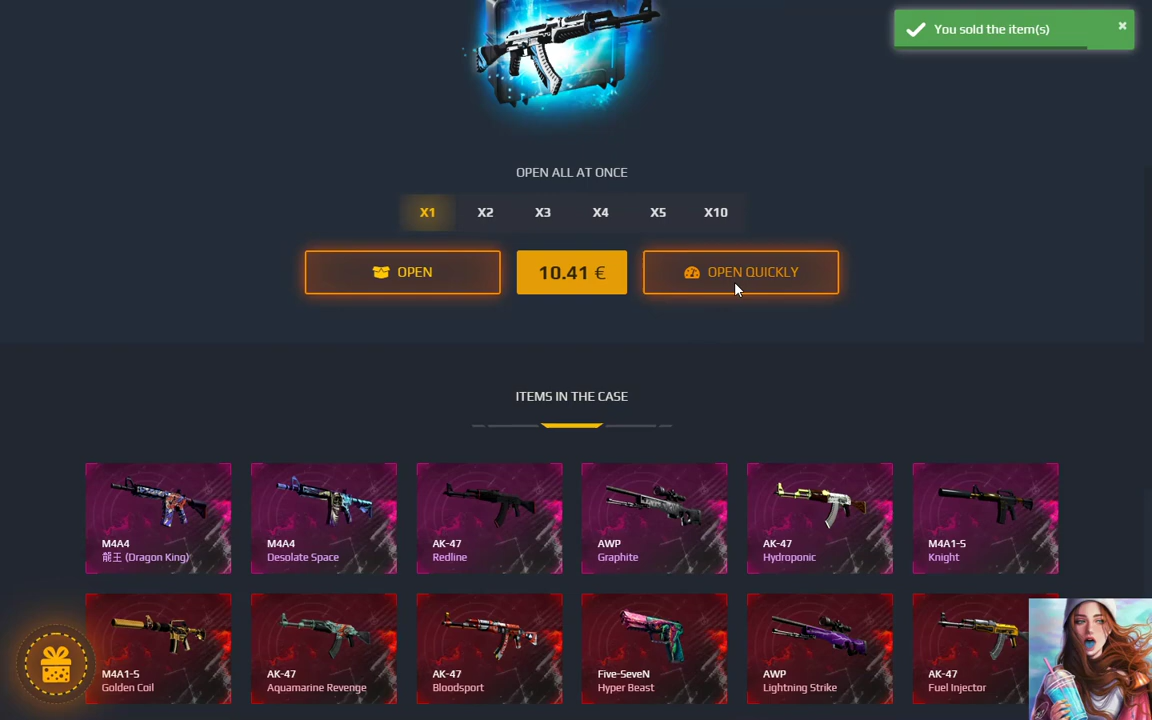 You sold the item(s)
OPEN ALL AT ONCE
X1 X2 X3 X4 X5 X10
OPEN 10.41 € OPEN QUICKLY
ITEMS IN THE CASE
M4A4
龍王 (Dragon King)
M4A4
Desolate Space
AK-47
Redline
AWP
Graphite
AK-47
Hydroponic
M4A1-S
Knight
M4A1-S
Golden Coil
AK-47
Aquamarine Revenge
AK-47
Bloodsport
Five-SeveN
Hyper Beast
AWP
Lightning Strike
AK-47
Fuel Injector